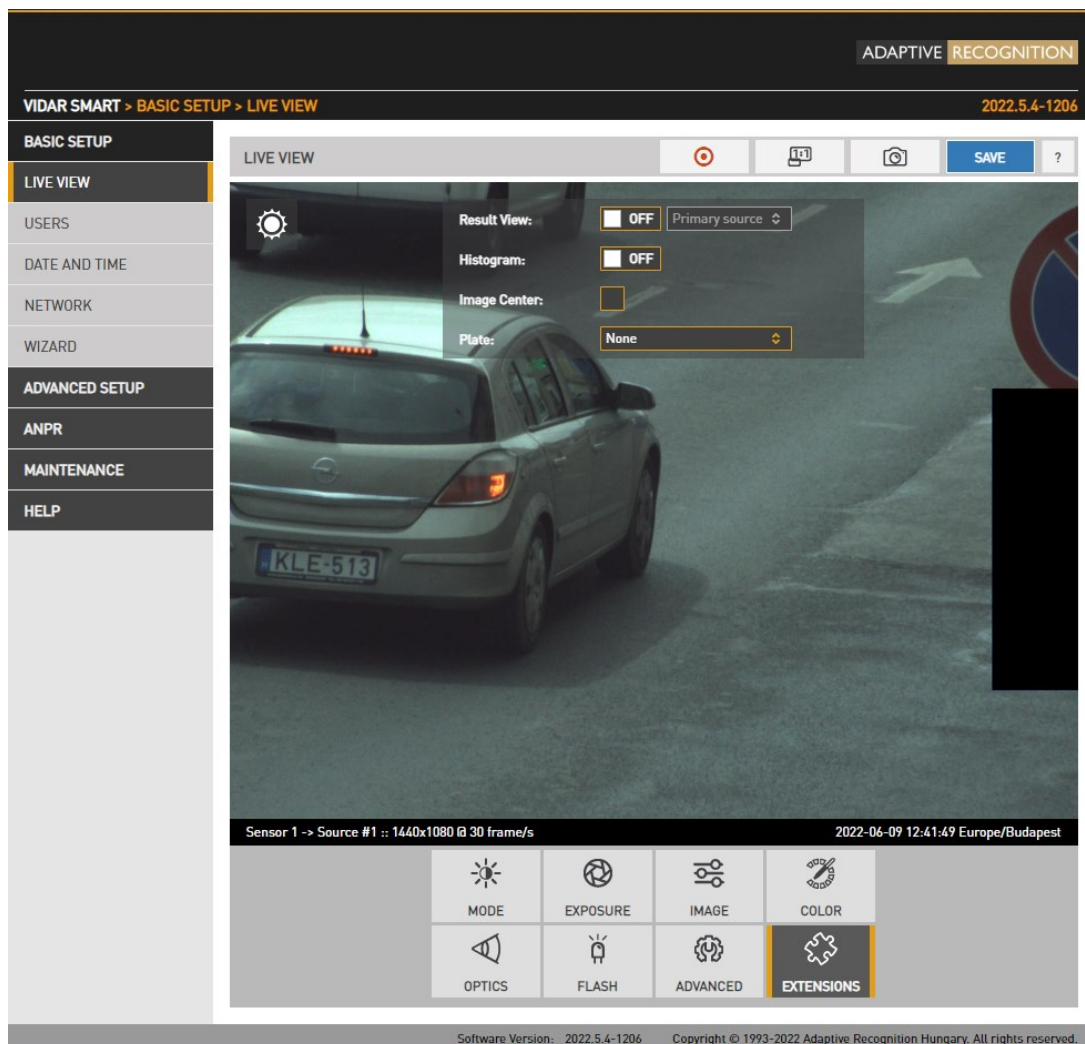 ADAPTIVE RECOGNITION
VIDAR SMART > BASIC SETUP > LIVE VIEW 2022.5.4-1206
BASIC SETUP
LIVE VIEW
USERS
DATE AND TIME
NETWORK
WIZARD
ADVANCED SETUP
ANPR
MAINTENANCE
HELP
LIVE VIEW 1:1 SAVE ?
Result View: OFF Primary source
Histogram: OFF
Image Center:
Plate: None
H KLE-513
Sensor 1 -> Source #1 :: 1440x1080 @ 30 frame/s 2022-06-09 12:41:49 Europe/Budapest
MODE EXPOSURE IMAGE COLOR
OPTICS FLASH ADVANCED EXTENSIONS
Software Version: 2022.5.4-1206 Copyright © 1993-2022 Adaptive Recognition Hungary. All rights reserved.